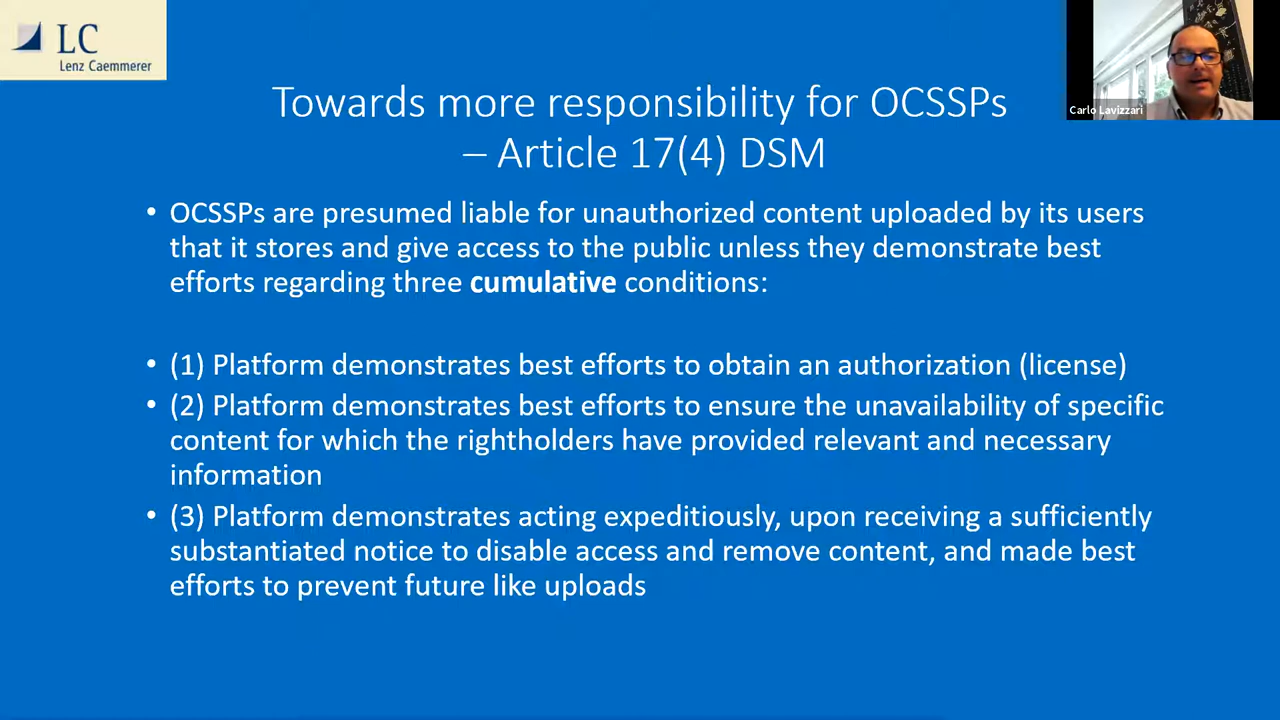 LC
Lenz Caemmerer
Carlo Lavizzari
Towards more responsibility for OCSSPs
– Article 17(4) DSM
• OCSSPs are presumed liable for unauthorized content uploaded by its users
that it stores and give access to the public unless they demonstrate best
efforts regarding three cumulative conditions:
• (1) Platform demonstrates best efforts to obtain an authorization (license)
• (2) Platform demonstrates best efforts to ensure the unavailability of specific
content for which the rightholders have provided relevant and necessary
information
• (3) Platform demonstrates acting expeditiously, upon receiving a sufficiently
substantiated notice to disable access and remove content, and made best
efforts to prevent future like uploads